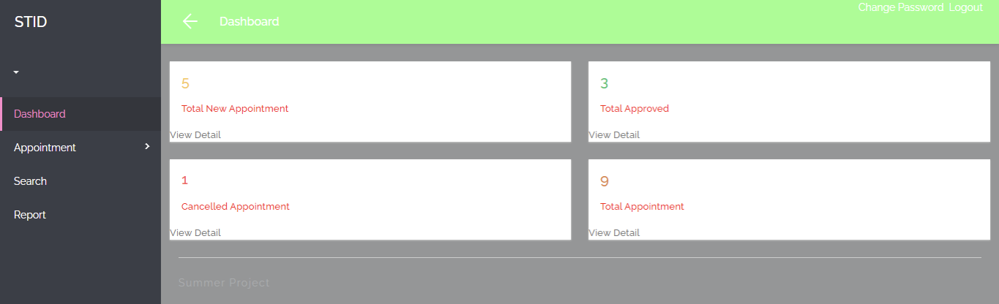 STID
Dashboard
Change Password Logout
Dashboard
Appointment
Search
Report
5
Total New Appointment
View Detail
3
Total Approved
View Detail
1
Cancelled Appointment
View Detail
9
Total Appointment
View Detail
Summer Project